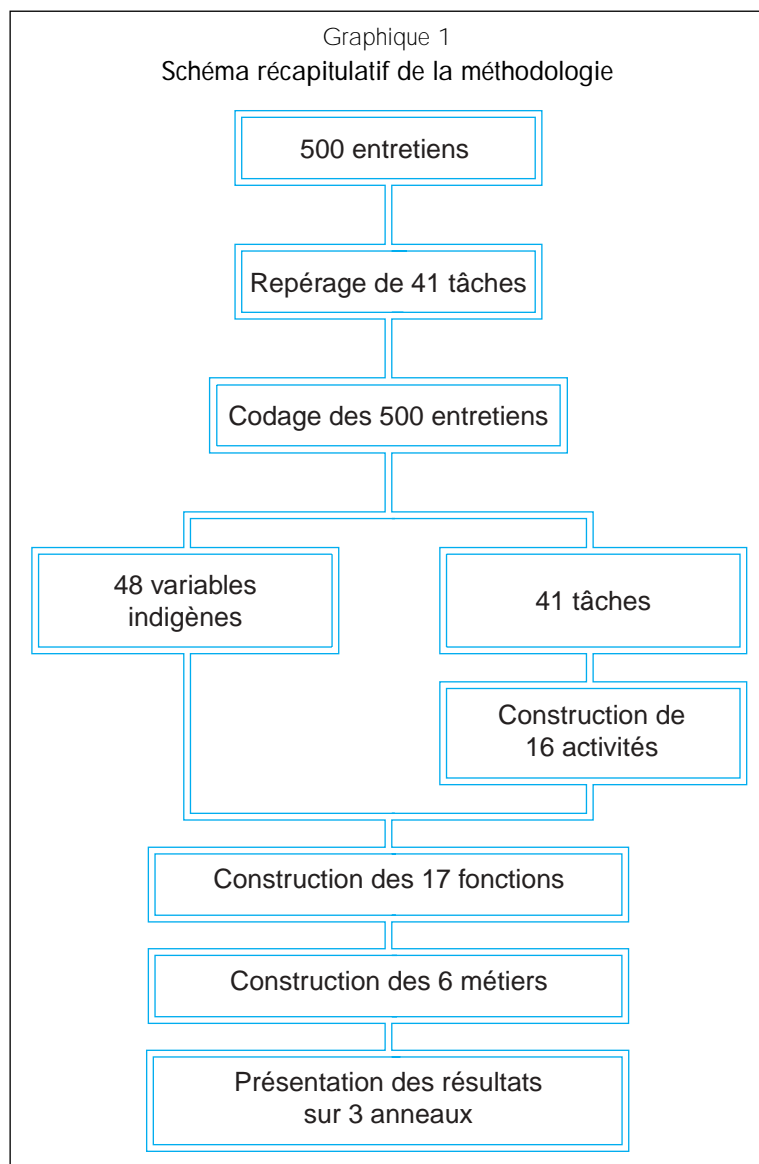 Graphique 1
Schéma récapitulatif de la méthodologie
500 entretiens
Repérage de 41 tâches
Codage des 500 entretiens
48 variables
indigènes
41 tâches
Construction de
16 activités
Construction des 17 fonctions
Construction des 6 métiers
Présentation des résultats
sur 3 anneaux